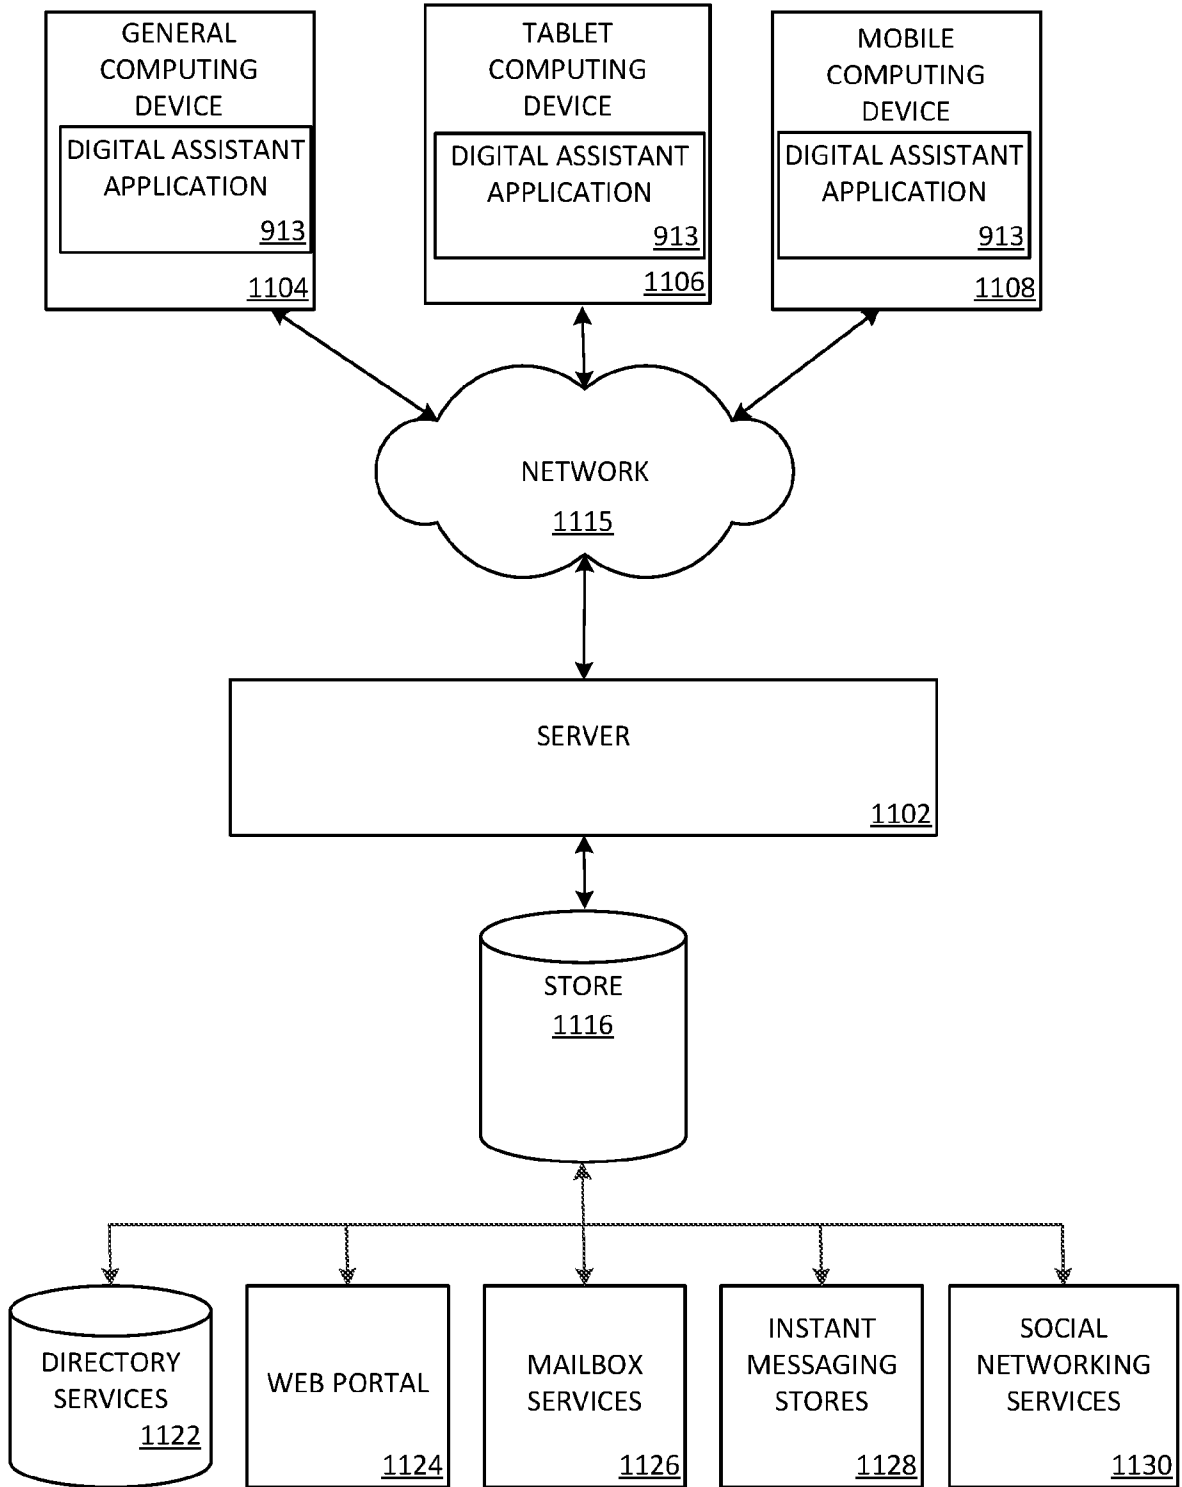 GENERAL
COMPUTING
DEVICE
DIGITAL ASSISTANT
APPLICATION
913
1104
TABLET
COMPUTING
DEVICE
DIGITAL ASSISTANT
APPLICATION
913
1106
MOBILE
COMPUTING
DEVICE
DIGITAL ASSISTANT
APPLICATION
913
1108
NETWORK
1115
SERVER
1102
STORE
1116
DIRECTORY
SERVICES
1122
WEB PORTAL
1124
MAILBOX
SERVICES
1126
INSTANT
MESSAGING
STORES
1128
SOCIAL
NETWORKING
SERVICES
1130